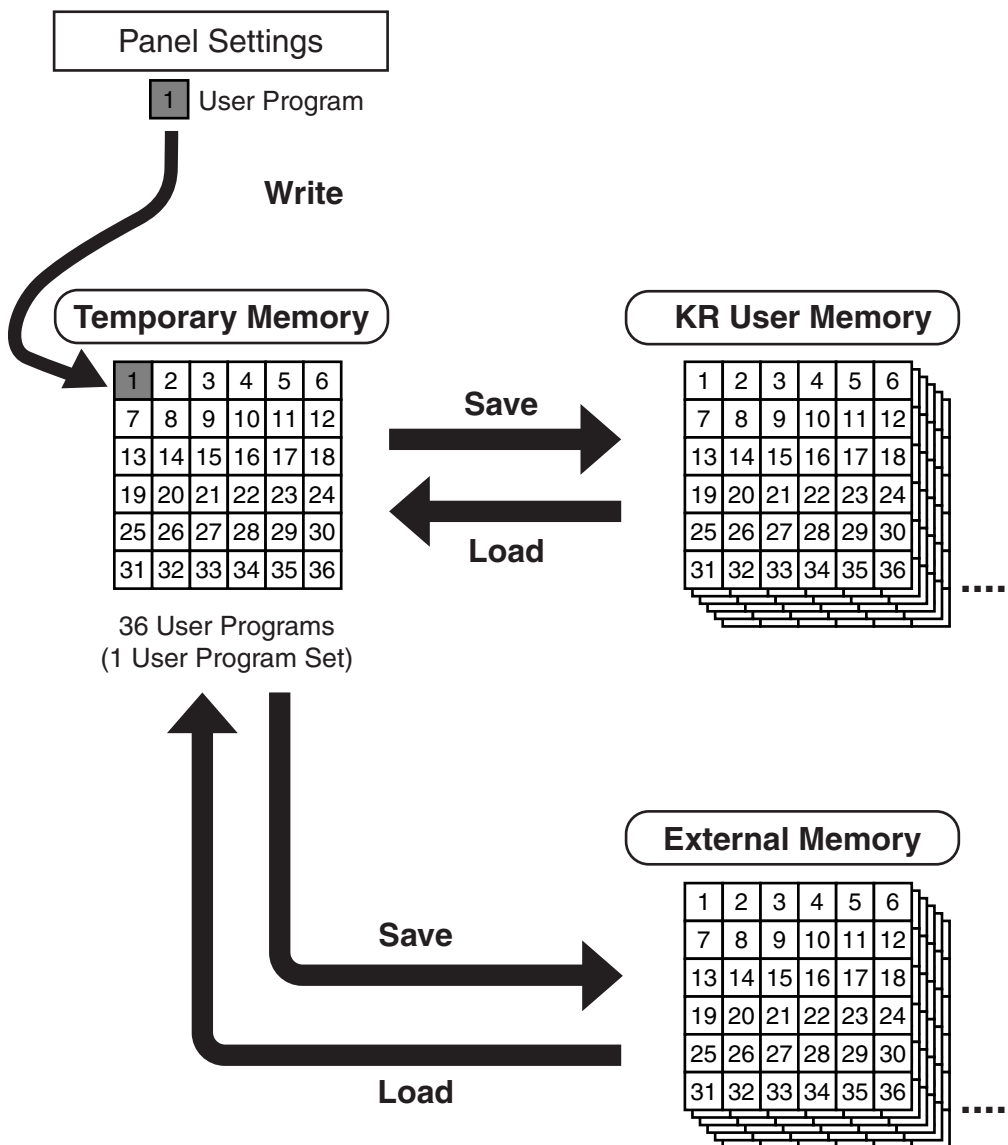 Panel Settings
1 User Program
Write
Temporary Memory
1 2 3 4 5 6
7 8 9 10 11 12
13 14 15 16 17 18
19 20 21 22 23 24
25 26 27 28 29 30
31 32 33 34 35 36
36 User Programs
(1 User Program Set)
Save
Load
KR User Memory
1 2 3 4 5 6
7 8 9 10 11 12
13 14 15 16 17 18
19 20 21 22 23 24
25 26 27 28 29 30
31 32 33 34 35 36
....
Save
Load
External Memory
1 2 3 4 5 6
7 8 9 10 11 12
13 14 15 16 17 18
19 20 21 22 23 24
25 26 27 28 29 30
31 32 33 34 35 36
....